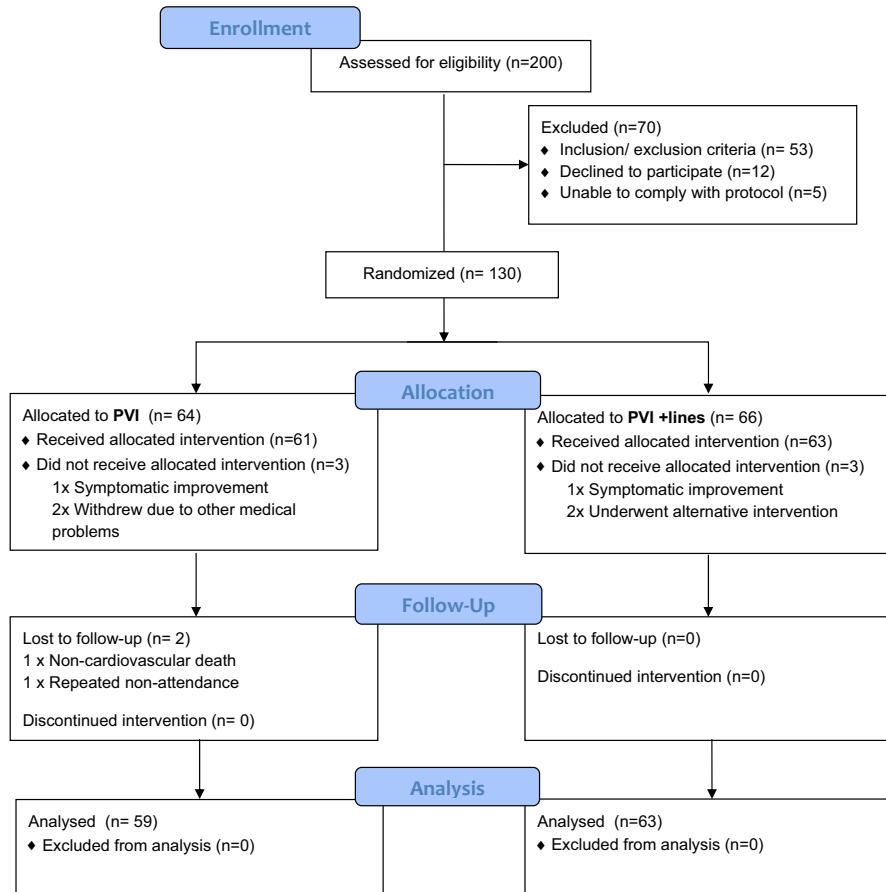 Enrollment
Assessed for eligibility (n=200)
Excluded (n=70)
♦ Inclusion/ exclusion criteria (n= 53)
♦ Declined to participate (n=12)
♦ Unable to comply with protocol (n=5)
Randomized (n= 130)
Allocation
Allocated to PVI (n= 64)
♦ Received allocated intervention (n=61)
♦ Did not receive allocated intervention (n=3)
1x Symptomatic improvement
2x Withdrew due to other medical
problems
Allocated to PVI +lines (n= 66)
♦ Received allocated intervention (n=63)
♦ Did not receive allocated intervention (n=3)
1x Symptomatic improvement
2x Underwent alternative intervention
Follow-Up
Lost to follow-up (n= 2)
1 x Non-cardiovascular death
1 x Repeated non-attendance
Discontinued intervention (n= 0)
Lost to follow-up (n=0)
Discontinued intervention (n=0)
Analysis
Analysed (n= 59)
♦ Excluded from analysis (n=0)
Analysed (n=63)
♦ Excluded from analysis (n=0)